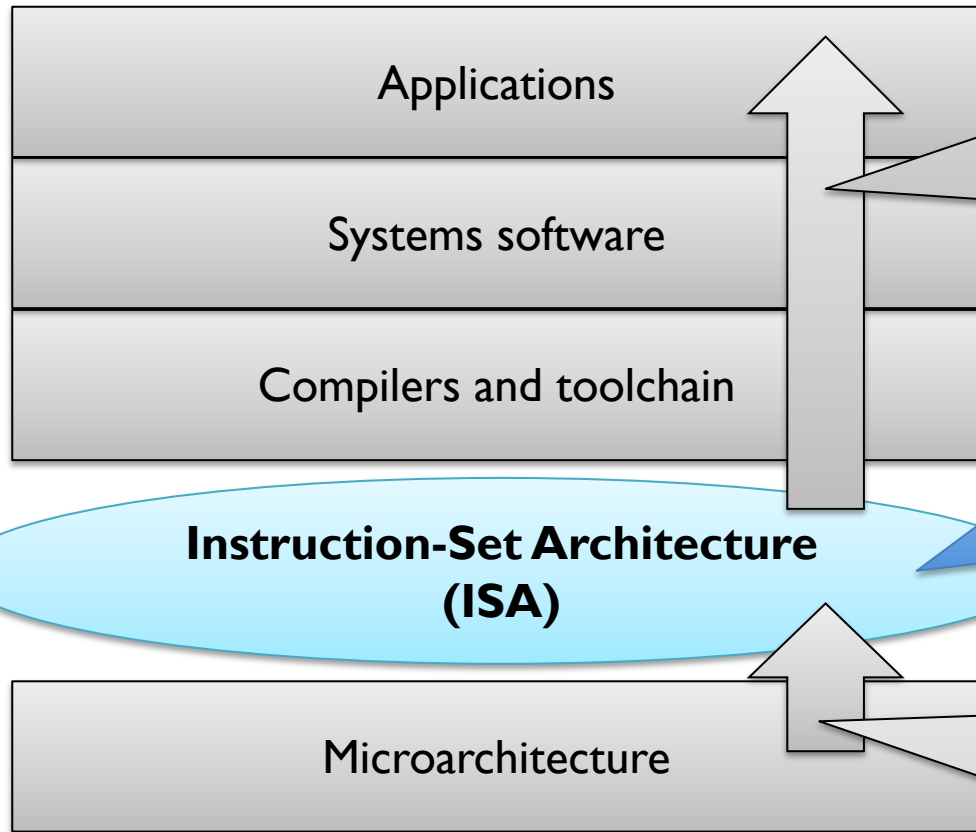 Applications
Systems software
Compilers and toolchain
Instruction-Set Architecture
(ISA)
Microarchitecture